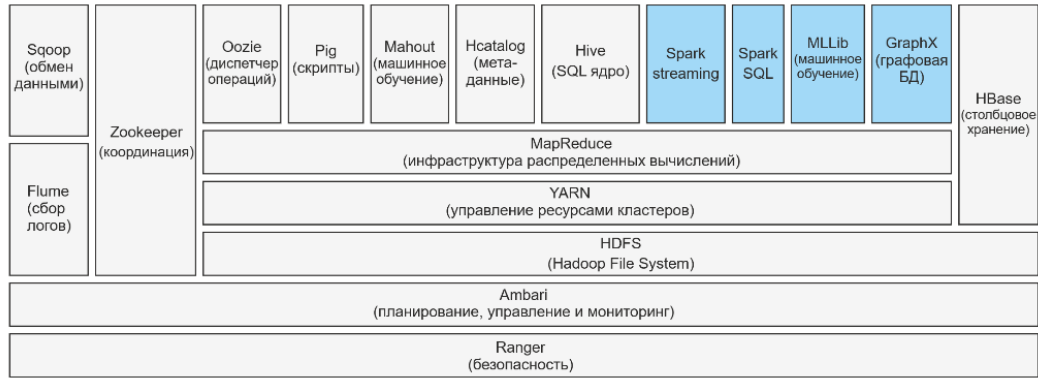 Sqoop
(обмен
данными)
Flume
(сбор
логов)
Zookeeper
(координация)
Oozie
(диспетчер
операций)
Pig
(скрипты)
Mahout
(машинное
обучение)
Hcatalog
(мета-
данные)
Hive
(SQL ядро)
Spark
streaming
Spark
SQL
MLLib
(машинное
обучение)
GraphX
(графовая
БД)
HBase
(столбцовое
хранение)
MapReduce
(инфраструктура распределенных вычислений)
YARN
(управление ресурсами кластеров)
HDFS
(Hadoop File System)
Ambari
(планирование, управление и мониторинг)
Ranger
(безопасность)